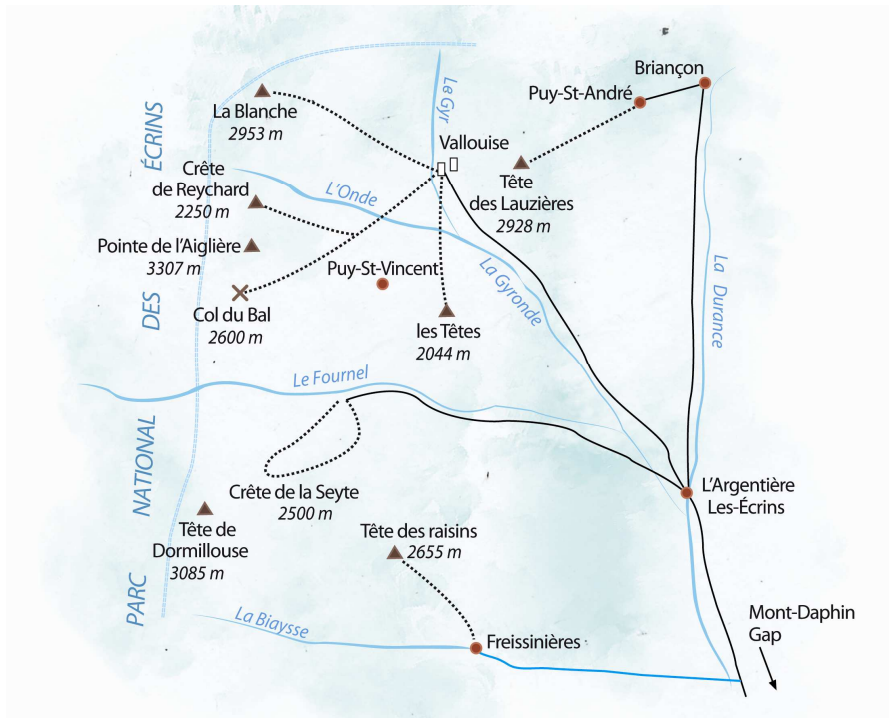 Briançon
Puy-St-André
La Blanche
2953 m
Le Gyr
Vallouise
Tête
des Lauzières
2928 m
ÉCRINS
Crête
de Reychard
2250 m
L'Onde
Pointe de l'Aiglière
3307 m
Puy-St-Vincent
La Gyronde
La Durance
DES
Col du Bal
2600 m
les Têtes
2044 m
Le Fournel
NATIONAL
Crête de la Seyte
2500 m
L'Argentière
Les-Écrins
Tête de
Dormillouse
3085 m
Tête des raisins
2655 m
PARC
La Biaysse
Freissinières
Mont-Daphin
Gap